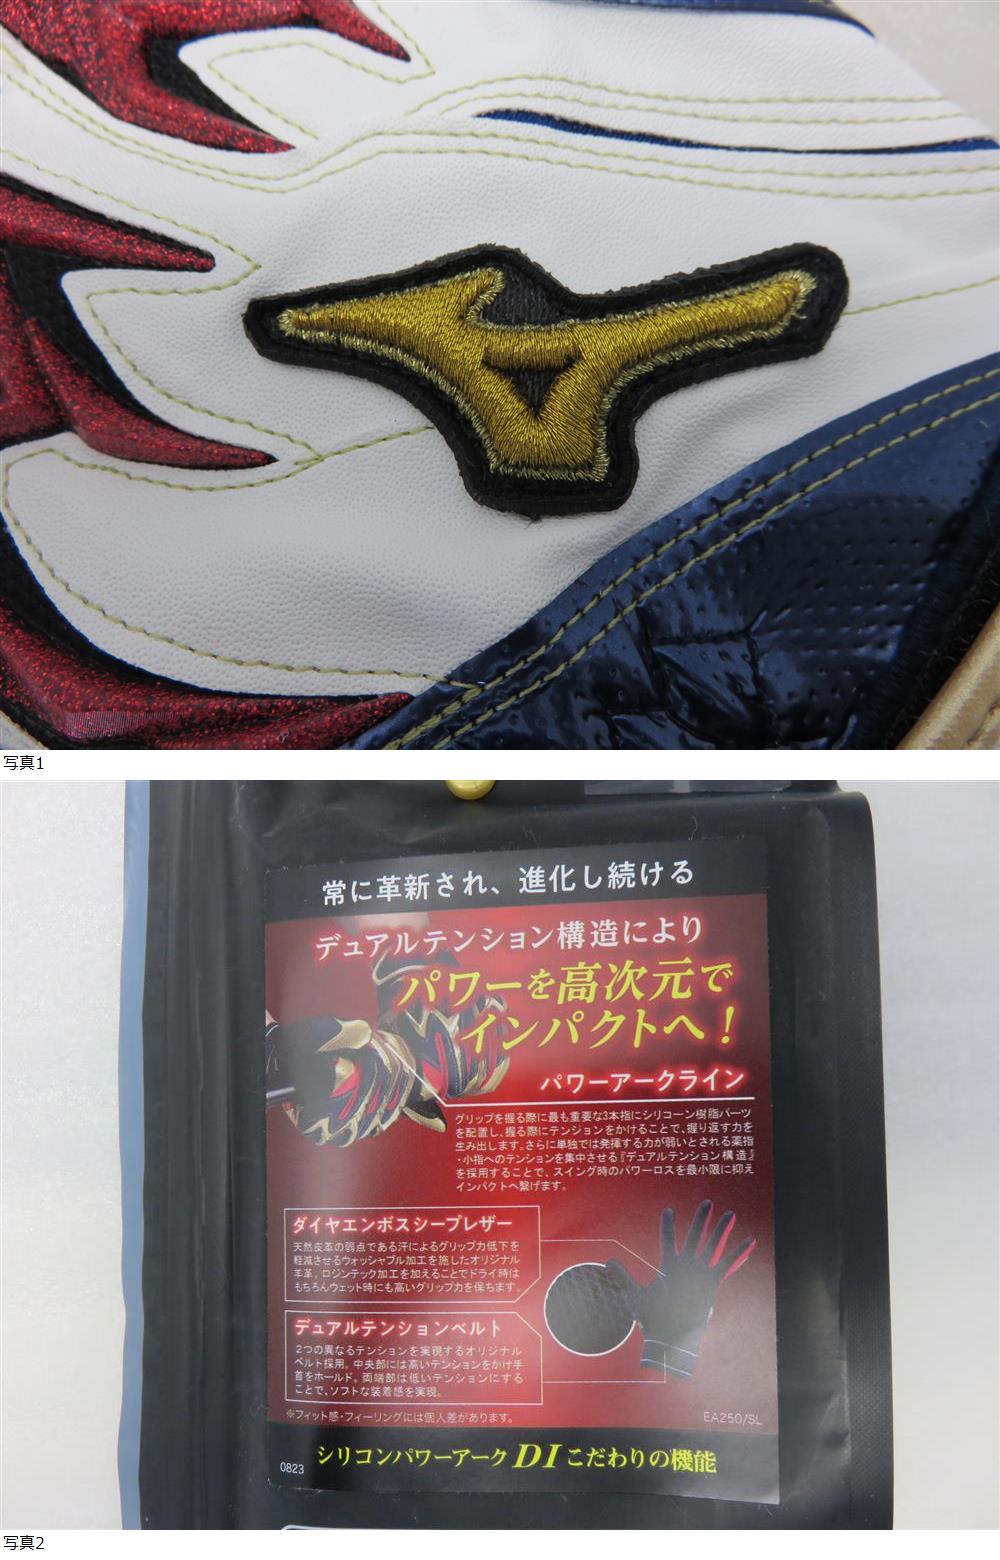 写真1
常に革新され、進化し続ける
デュアルテンション構造により
パワーを高次元で
インパクトへ！
パワーアークライン
グリップを握る際に最も重要な3本指にシリコーン樹脂パーツ
を配置し、握る際にテンションをかけることで、握り返す力を
生み出します。さらに単独では発揮する力が弱いとされる薬指
・小指へのテンションを集中させる『デュアルテンション構造』
を採用することで、スイング時のパワーロスを最小限に抑え
インパクトへ繋げます。
ダイヤエンボスシープレザー
天然皮革の弱点である汗によるグリップ力低下を
軽減させるウォッシャブル加工を施したオリジナル
羊革。ロジンテック加工を加えることでドライ時は
もちろんウェット時にも高いグリップ力を保ちます。
デュアルテンションベルト
2つの異なるテンションを実現するオリジナル
ベルト採用。中央部には高いテンションをかけ手
首をホールド。両端部は低いテンションにする
ことで、ソフトな装着感を実現。
※フィット感・フィーリングには個人差があります。
EA250/SL
0823
シリコンパワーアークDIこだわりの機能
写真2